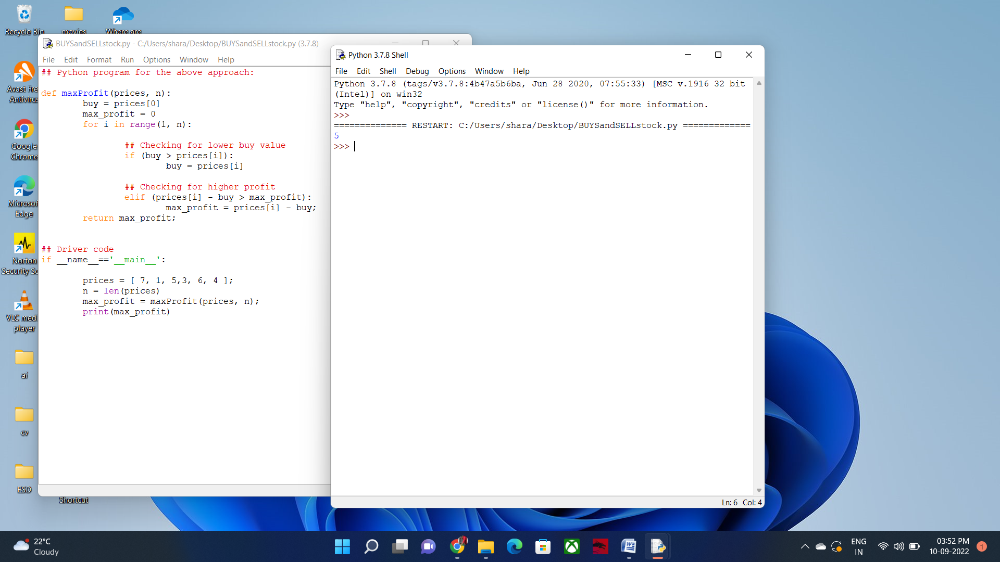 Recycle Bin
movies
Where are
Avast Fre
Antivirus
Google
Chrome
Microsof
Edge
Norton
Security Sc
VLC medi
player
ai
cv
ESD
Shortcut
BUYSandSELLstock.py - C:/Users/shara/Desktop/BUYSandSELLstock.py (3.7.8)
File Edit Format Run Options Window Help
## Python program for the above approach:
def maxProfit(prices, n):
buy = prices[0]
max_profit = 0
for i in range(1, n):
## Checking for lower buy value
if (buy > prices[i]):
buy = prices[i]
## Checking for higher profit
elif (prices[i] - buy > max_profit):
max_profit = prices[i] - buy;
return max_profit;
## Driver code
if __name__=='__main__':
prices = [ 7, 1, 5,3, 6, 4 ];
n = len(prices)
max_profit = maxProfit(prices, n);
print(max_profit)
Python 3.7.8 Shell
File Edit Shell Debug Options Window Help
Python 3.7.8 (tags/v3.7.8:4b47a5b6ba, Jun 28 2020, 07:55:33) [MSC v.1916 32 bit
(Intel)] on win32
Type "help", "copyright", "credits" or "license()" for more information.
>>>
============== RESTART: C:/Users/shara/Desktop/BUYSandSELLstock.py =============
5
>>>
Ln: 6 Col: 4
22°C
Cloudy
ENG
IN
03:52 PM
10-09-2022
1